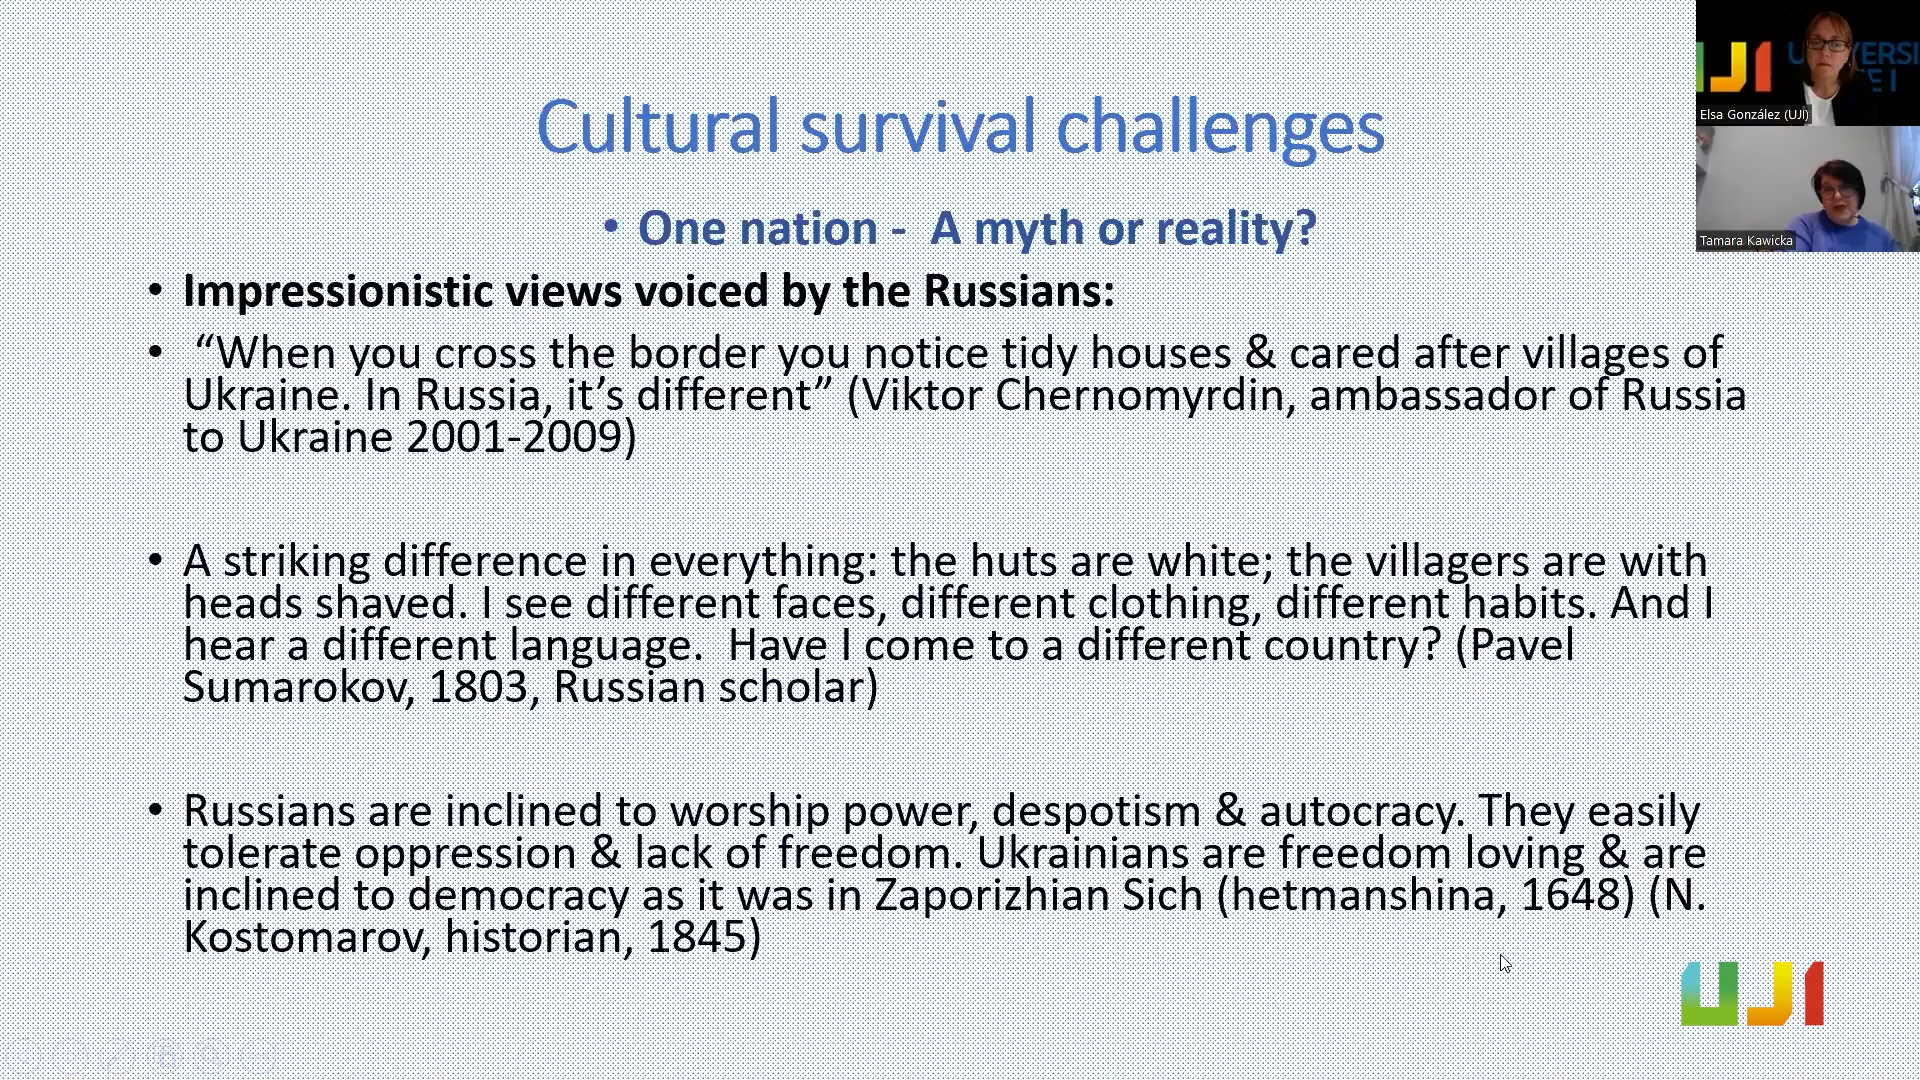 Cultural survival challenges
• One nation - A myth or reality?
• Impressionistic views voiced by the Russians:
• “When you cross the border you notice tidy houses & cared after villages of
Ukraine. In Russia, it’s different” (Viktor Chernomyrdin, ambassador of Russia
to Ukraine 2001-2009)
• A striking difference in everything: the huts are white; the villagers are with
heads shaved. I see different faces, different clothing, different habits. And I
hear a different language. Have I come to a different country? (Pavel
Sumarokov, 1803, Russian scholar)
• Russians are inclined to worship power, despotism & autocracy. They easily
tolerate oppression & lack of freedom. Ukrainians are freedom loving & are
inclined to democracy as it was in Zaporizhian Sich (hetmanshina, 1648) (N.
Kostomarov, historian, 1845)
UJI
Elsa González (UJI)
Tamara Kawicka
UJI